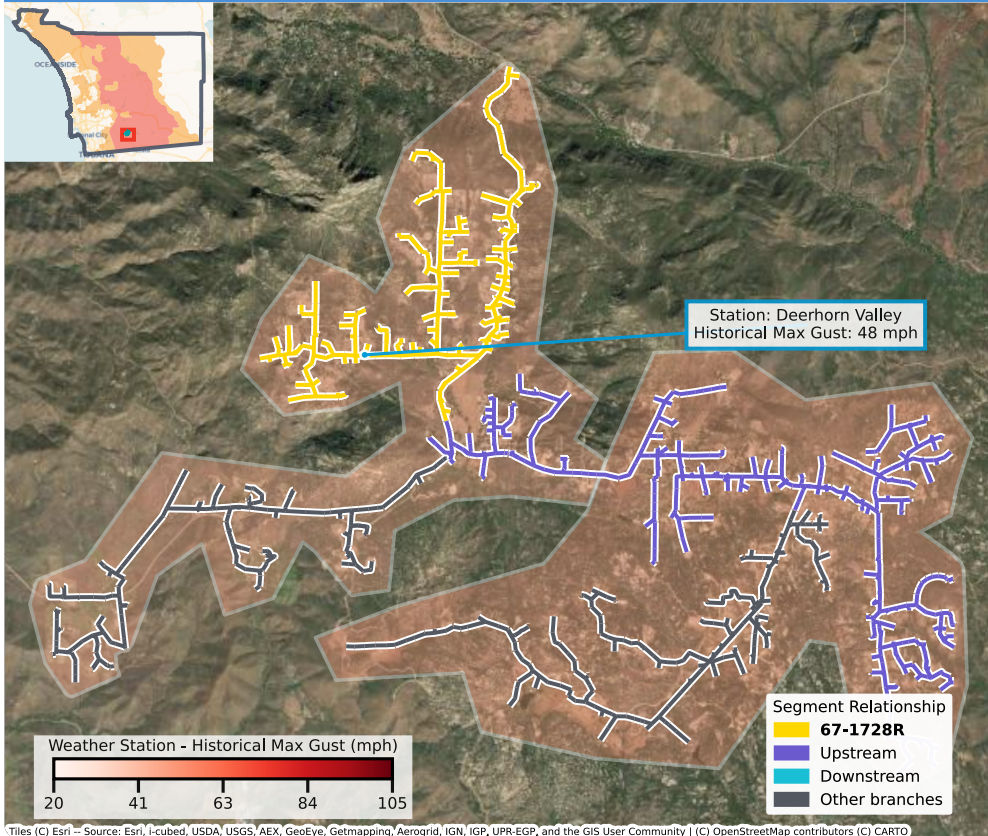 OCEANSIDE
onal City
Station: Deerhorn Valley
Historical Max Gust: 48 mph
Segment Relationship
67-1728R
Upstream
Downstream
Other branches
Weather Station - Historical Max Gust (mph)
20 41 63 84 105
Tiles (C) Esri -- Source: Esri, i-cubed, USDA, USGS, AEX, GeoEye, Getmapping, Aerogrid, IGN, IGP, UPR-EGP, and the GIS User Community | (C) OpenStreetMap contributors (C) CARTO